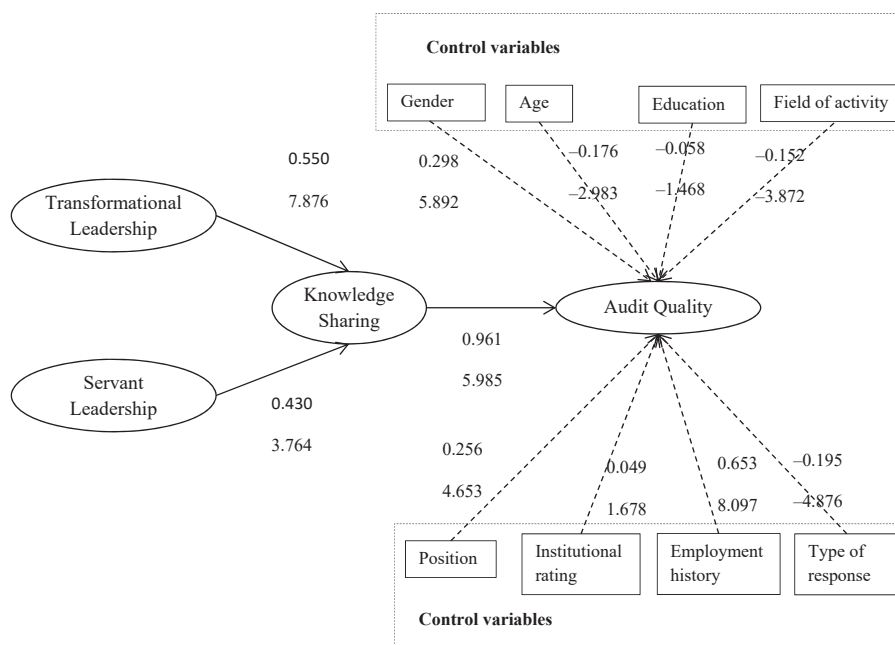 Control variables
Gender
Age
Education
Field of activity
0.550
7.876
0.298
5.892
–0.176
–2.983
–0.058
–1.468
–0.152
–3.872
Transformational
Leadership
Knowledge
Sharing
Audit Quality
0.961
5.985
Servant
Leadership
0.430
3.764
0.256
4.653
0.049
1.678
0.653
8.097
–0.195
–4.876
Position
Institutional
rating
Employment
history
Type of
response
Control variables